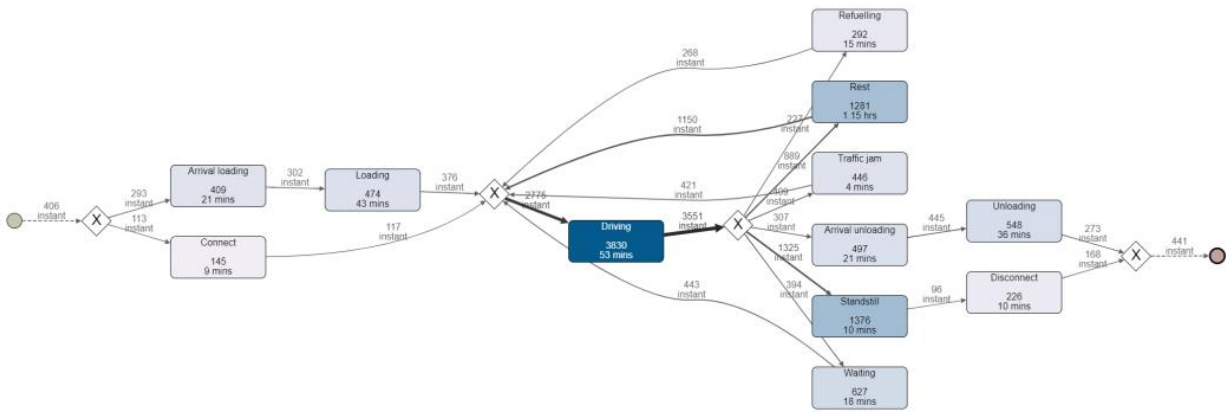 Refuelling
292
15 mins
268
instant
Rest
1281
1.15 hrs
1150
instant
227
instant
889
instant
Traffic jam
446
4 mins
421
instant
409
instant
Arrival loading
409
21 mins
302
instant
Loading
474
43 mins
376
instant
293
instant
406
instant
X
113
instant
Connect
145
9 mins
117
instant
X
2775
instant
Driving
3830
53 mins
3551
instant
X
307
instant
Arrival unloading
497
21 mins
445
instant
Unloading
548
36 mins
273
instant
1325
instant
394
instant
Standstill
1376
10 mins
96
instant
Disconnect
226
10 mins
168
instant
X
441
instant
443
instant
Waiting
627
18 mins